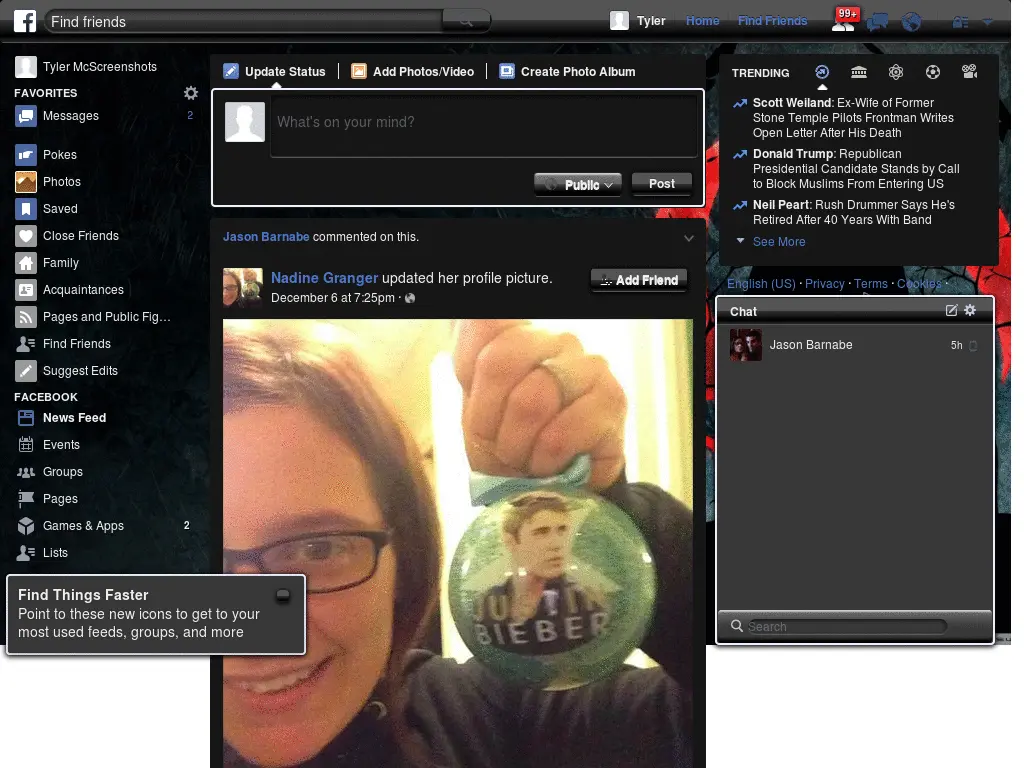 Find friends
Tyler
Home
Find Friends
99+
Tyler McScreenshots
FAVORITES
Messages
2
Pokes
Photos
Saved
Close Friends
Family
Acquaintances
Pages and Public Fig…
Find Friends
Suggest Edits
FACEBOOK
News Feed
Events
Groups
Pages
Games & Apps
2
Lists
Find Things Faster
Point to these new icons to get to your
most used feeds, groups, and more
Update Status
Add Photos/Video
Create Photo Album
What's on your mind?
Public
Post
Jason Barnabe commented on this.
Nadine Granger updated her profile picture.
December 6 at 7:25pm ·
Add Friend
JUSTIN
BIEBER
TRENDING
Scott Weiland: Ex-Wife of Former
Stone Temple Pilots Frontman Writes
Open Letter After His Death
Donald Trump: Republican
Presidential Candidate Stands by Call
to Block Muslims From Entering US
Neil Peart: Rush Drummer Says He's
Retired After 40 Years With Band
See More
English (US) · Privacy · Terms · Cookies ·
Chat
Jason Barnabe
5h
Search